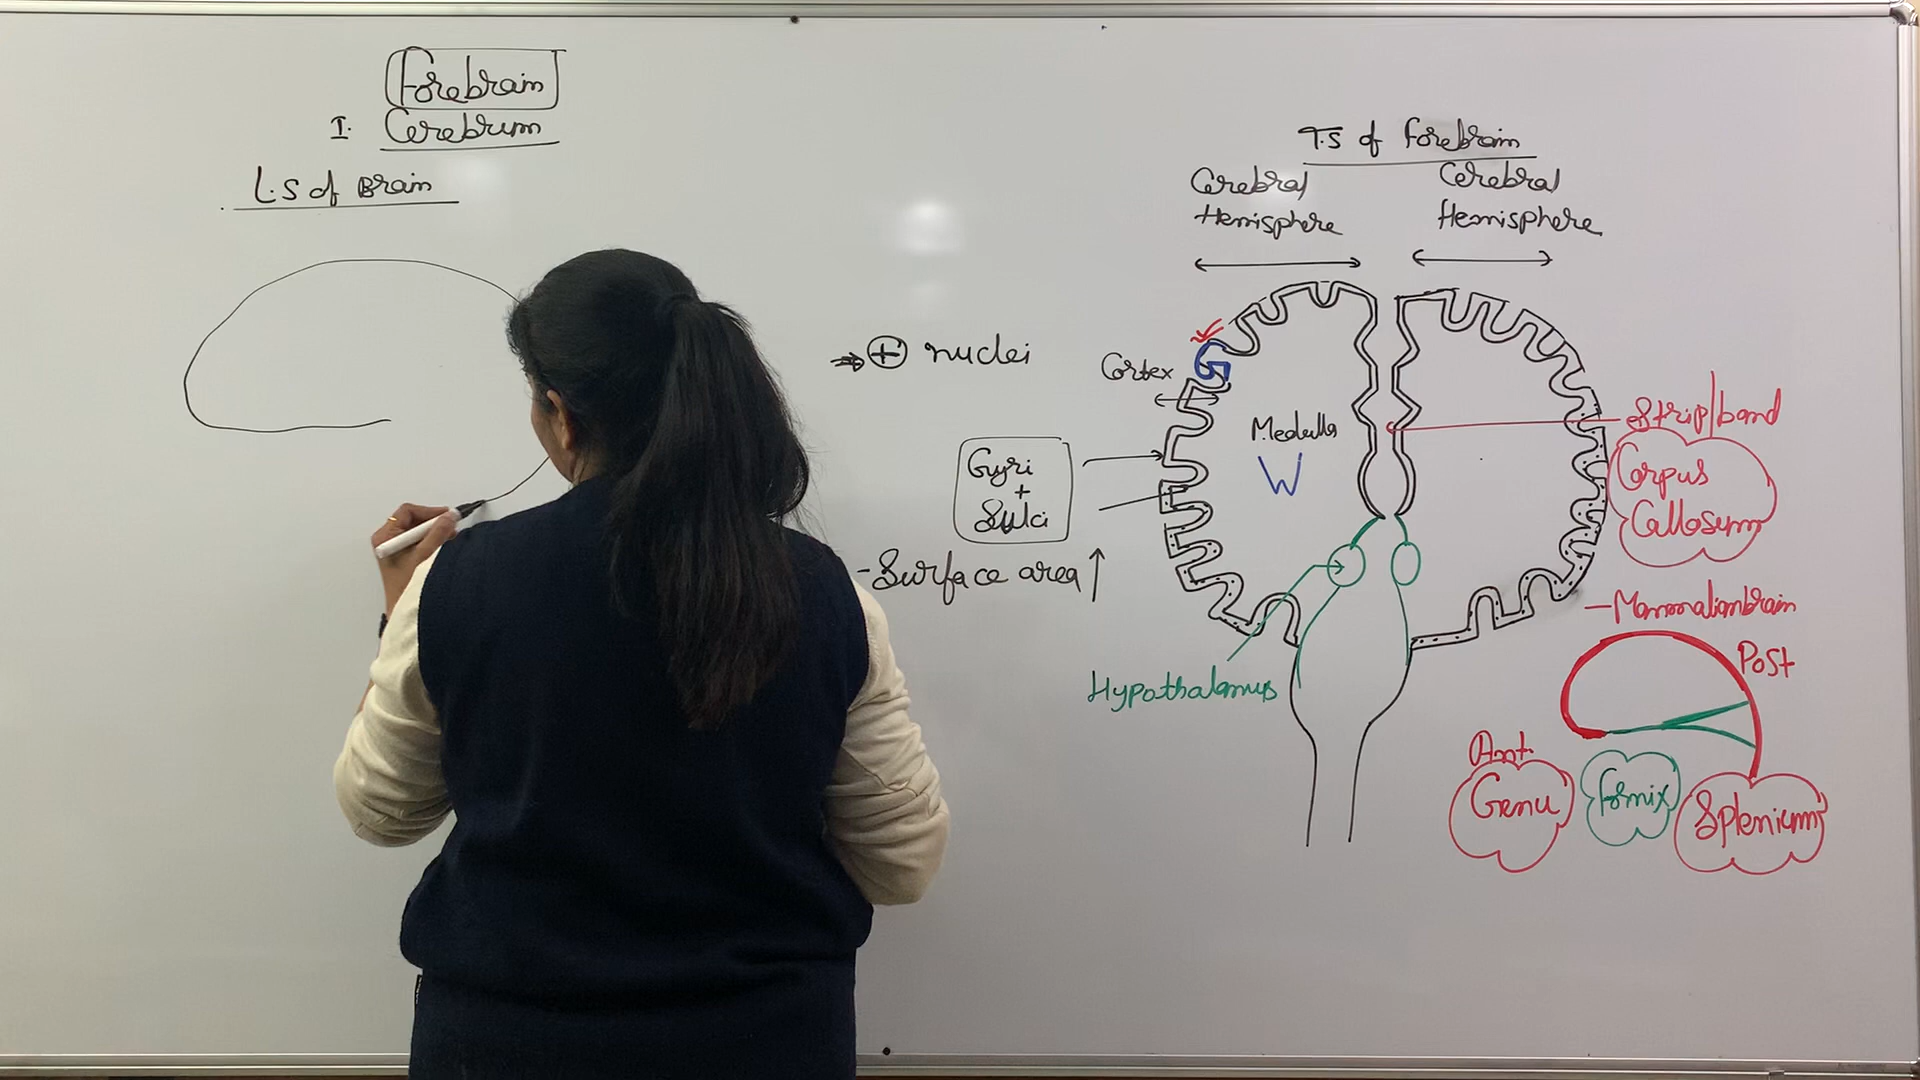 Forebrain
I. Cerebrum
L.S of Brain
⇒ ⊕ nuclei
Gyri
+
Sulci
- Surface area ↑
T.S of Forebrain
Cerebral
Hemisphere
Cerebral
Hemisphere
Cortex
G
Medulla
W
Hypothalamus
Strip/band
Corpus
Callosum
- Mammalian brain
Post
Ant.
Genu
Fornix
Splenium